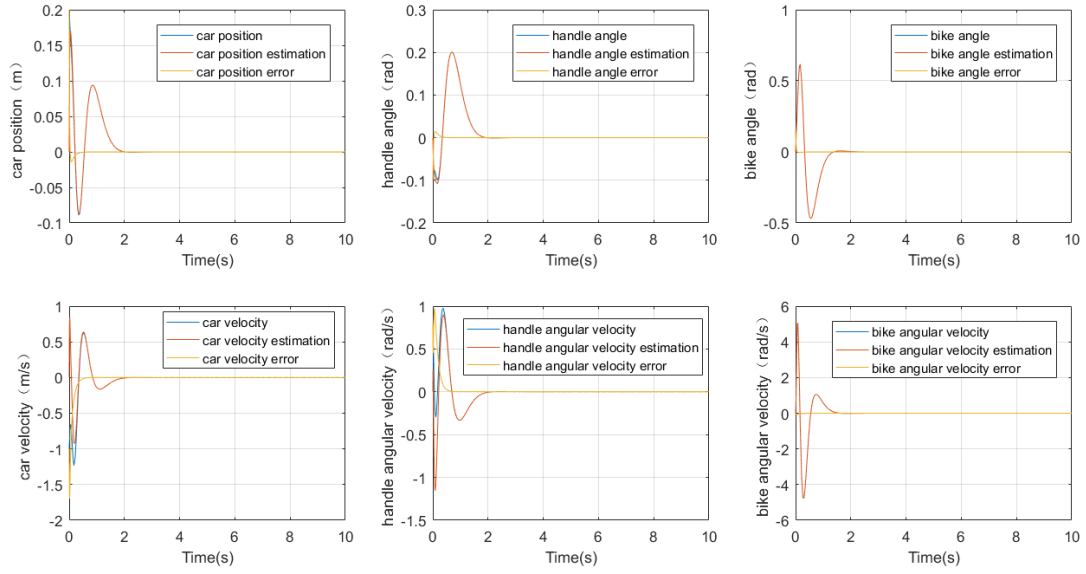 0.2
0.15
0.1
0.05
0
-0.05
-0.1
car position（m）
car position
car position estimation
car position error
0 2 4 6 8 10
Time(s)
0.3
0.2
0.1
0
-0.1
0.2
handle angle（rad）
handle angle
handle angle estimation
handle angle error
0 2 4 6 8 10
Time(s)
1
0.5
0
-0.5
bike angle（rad）
bike angle
bike angle estimation
bike angle error
0 2 4 6 8 10
Time(s)
1
0.5
0
-0.5
-1
-1.5
-2
car velocity（m/s）
car velocity
car velocity estimation
car velocity error
0 2 4 6 8 10
Time(s)
1
0.5
0
-0.5
-1
-1.5
handle angular velocity（rad/s）
handle angular velocity
handle angular velocity estimation
handle angular velocity error
0 2 4 6 8 10
Time(s)
6
4
2
0
-2
-4
-6
bike angular velocity（rad/s）
bike angular velocity
bike angular velocity estimation
bike angular velocity error
0 2 4 6 8 10
Time(s)